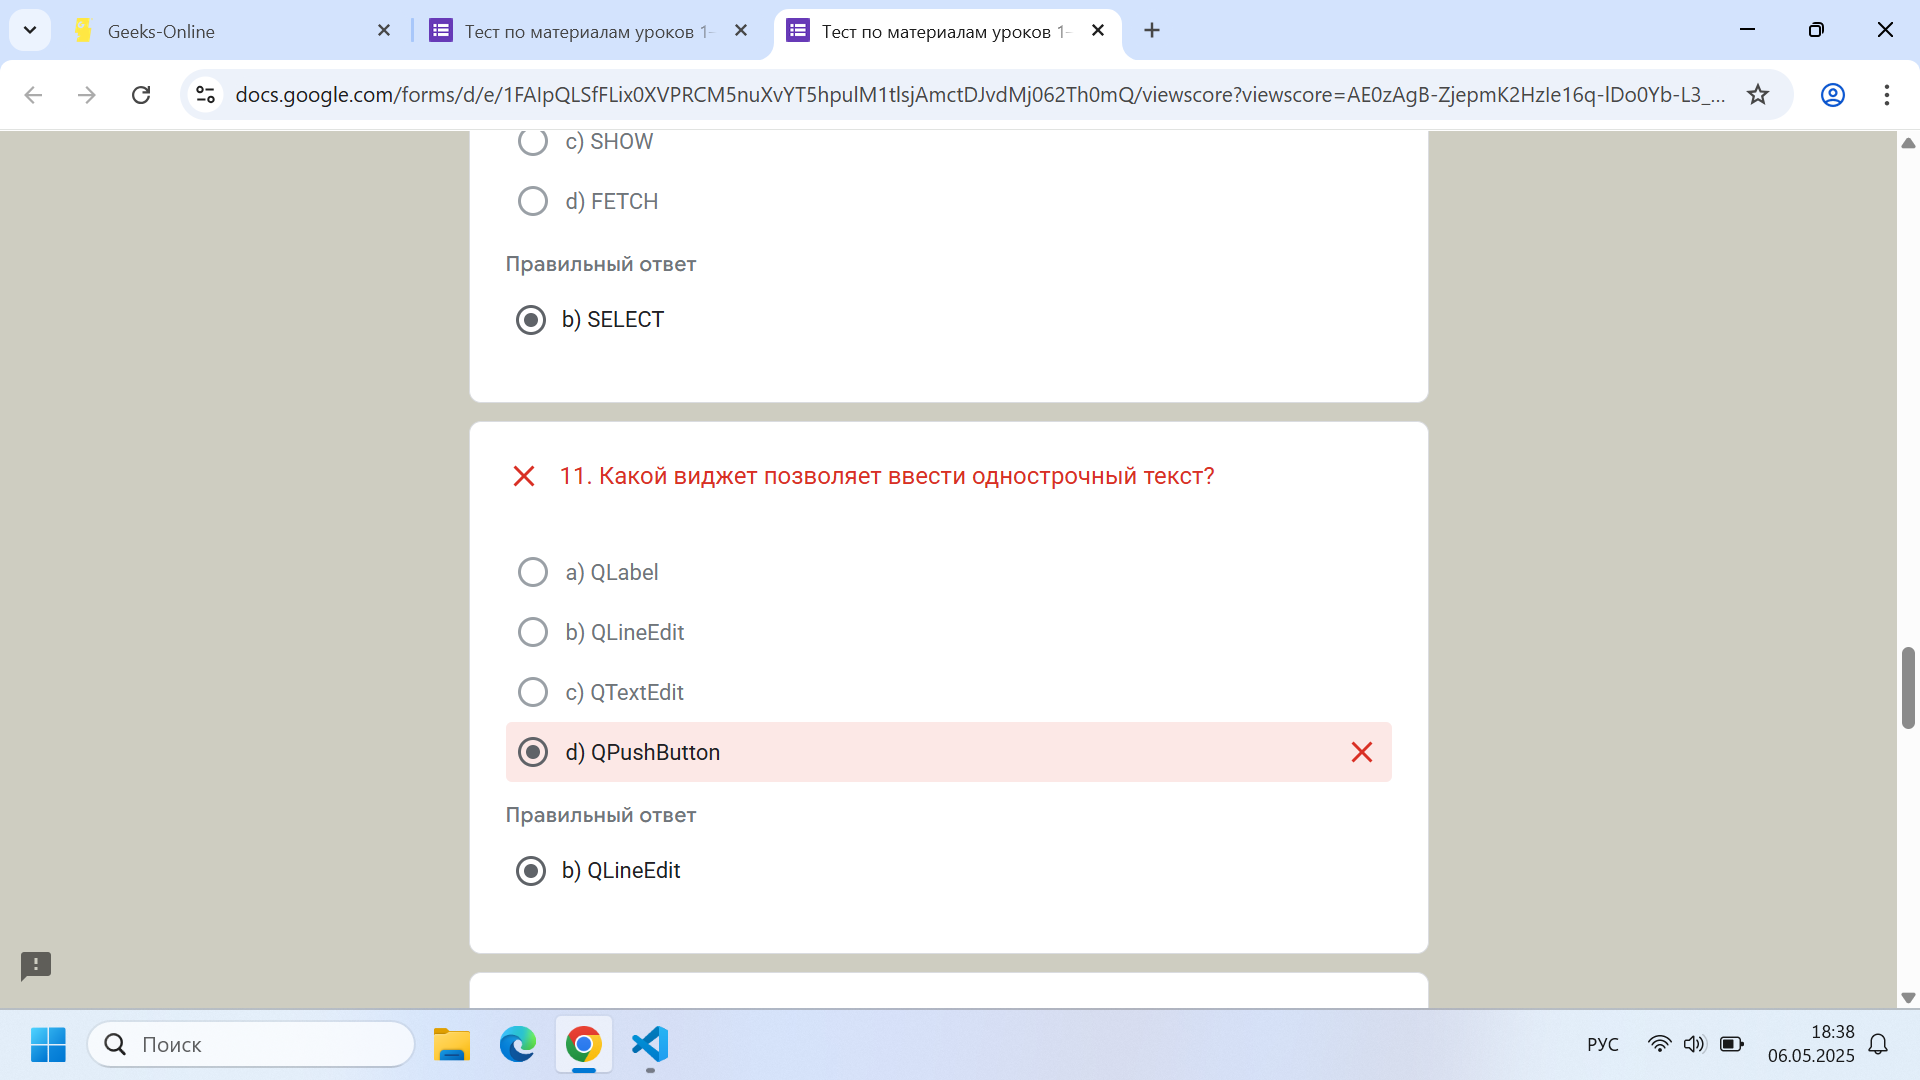 Geeks-Online
Тест по материалам уроков 1-
Тест по материалам уроков 1-
docs.google.com/forms/d/e/1FAIpQLSfFLix0XVPRCM5nuXvYT5hpulM1tlsjAmctDJvdMj062Th0mQ/viewscore?viewscore=AE0zAgB-ZjepmK2HzIe16q-lDo0Yb-L3_...
c) SHOW
d) FETCH
Правильный ответ
b) SELECT
11. Какой виджет позволяет ввести однострочный текст?
a) QLabel
b) QLineEdit
c) QTextEdit
d) QPushButton
Правильный ответ
b) QLineEdit
Поиск
РУС
18:38
06.05.2025